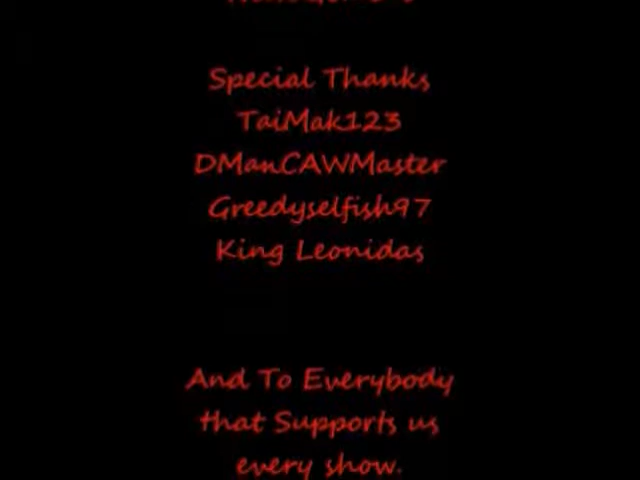 Special Thanks
TaiMak123
DManCAWMaster
Greedyselfish97
King Leonidas
And To Everybody
that Supports us
every show.